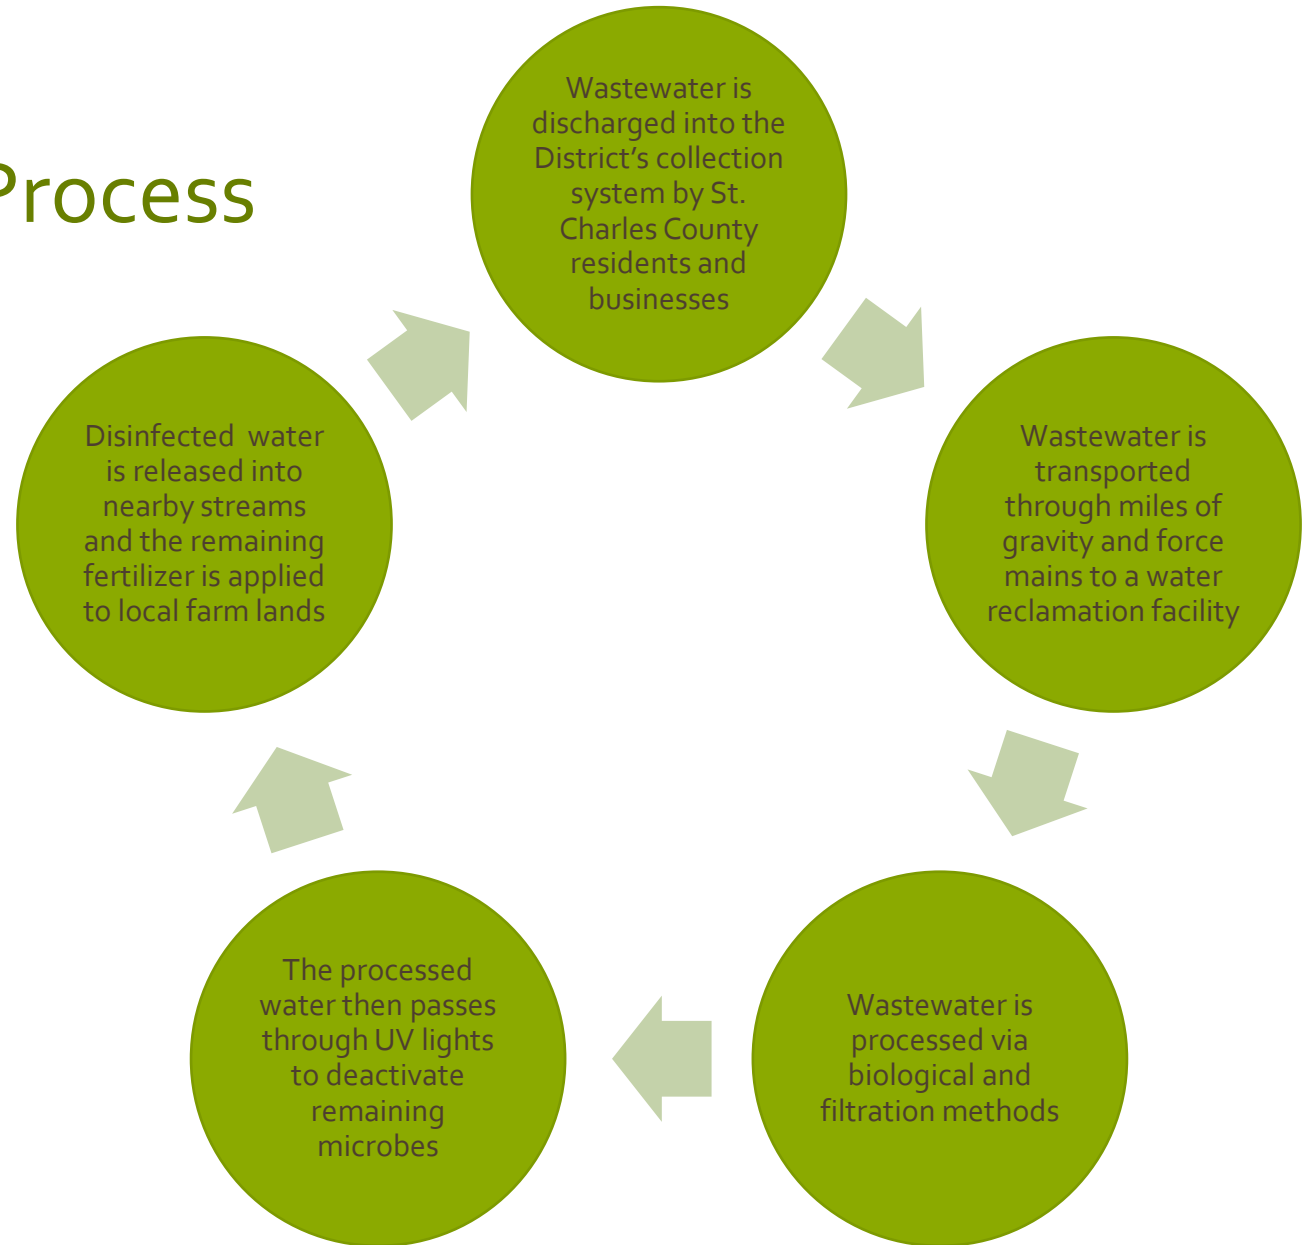 Process
Wastewater is
discharged into the
District's collection
system by St.
Charles County
residents and
businesses
Wastewater is
transported
through miles of
gravity and force
mains to a water
reclamation facility
Wastewater is
processed via
biological and
filtration methods
The processed
water then passes
through UV lights
to deactivate
remaining
microbes
Disinfected  water
is released into
nearby streams
and the remaining
fertilizer is applied
to local farm lands